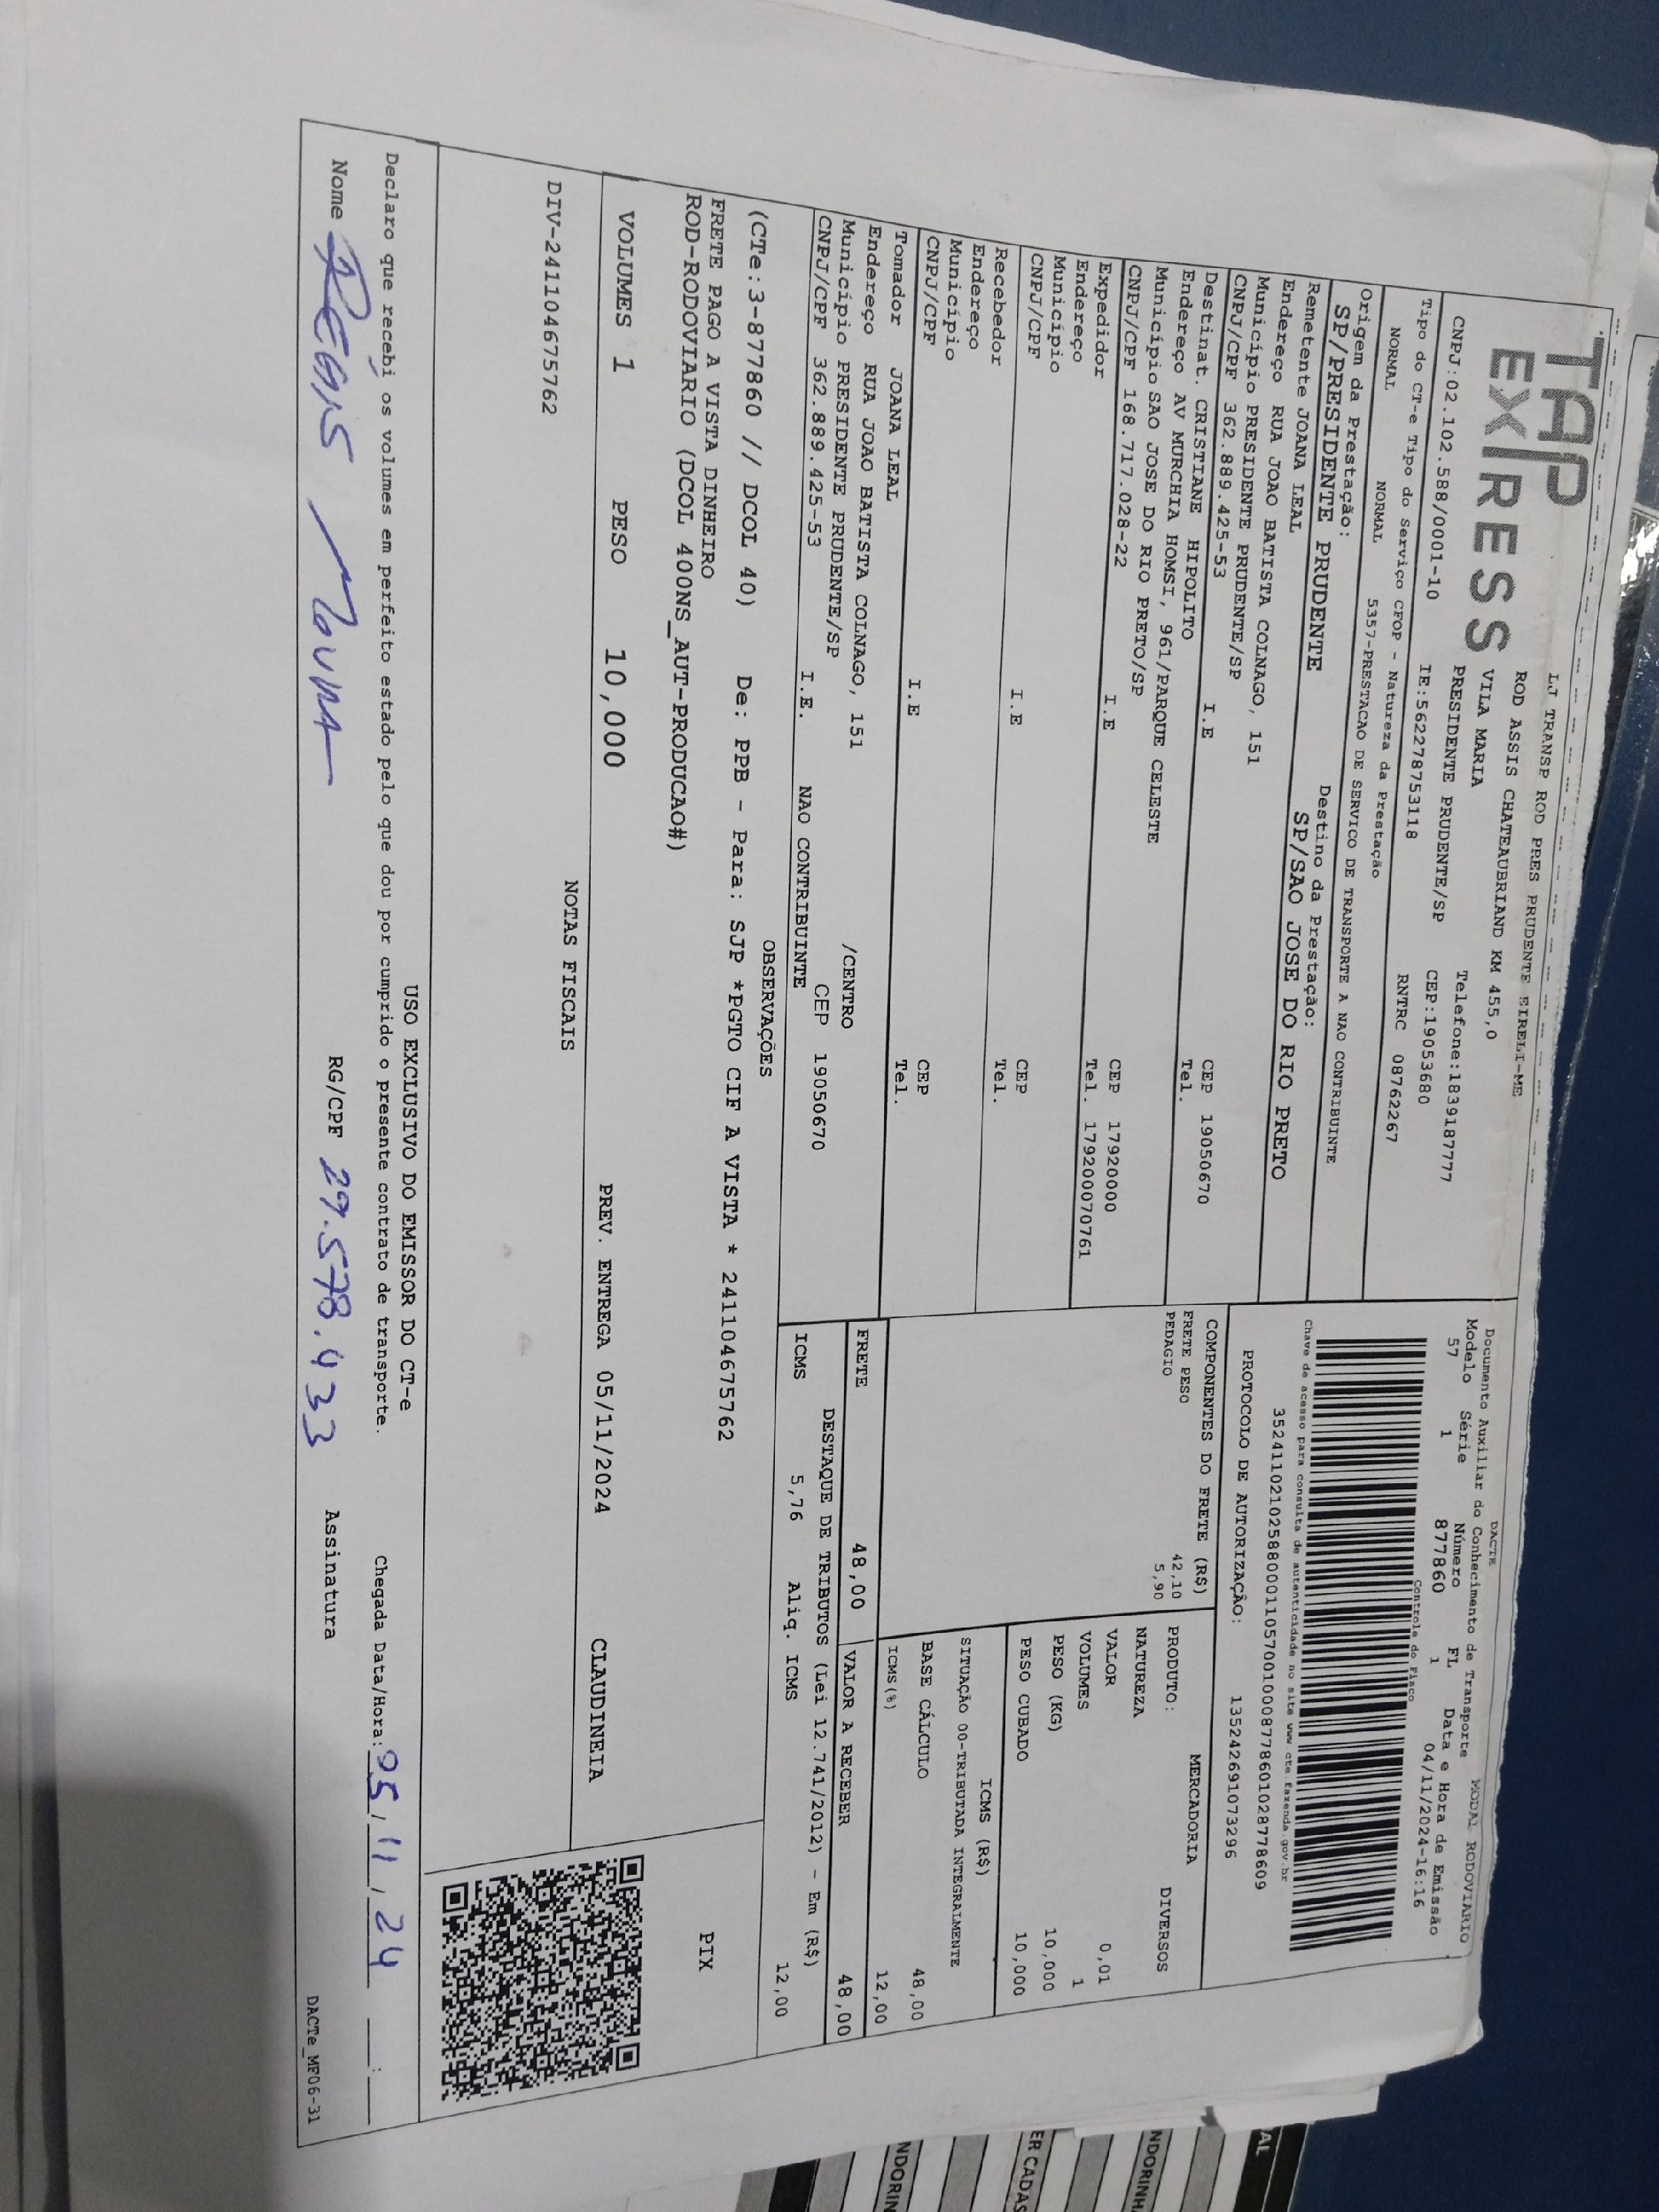 TAP
EXPRESS
LJ TRANSP ROD PRES PRUDENTE EIRELI-ME
ROD ASSIS CHATEAUBRIAND KM 455,0
VILA MARIA
PRESIDENTE PRUDENTE/SP Telefone:1839187777
CNPJ:02.102.588/0001-10 IE:562278753118 CEP:19053680
RNTRC 08762267
Tipo do CT-e Tipo do Serviço CFOP - Natureza da Prestação
NORMAL NORMAL 5357-PRESTACAO DE SERVICO DE TRANSPORTE A NAO CONTRIBUINTE
Origem da Prestação: Destino da Prestação:
SP/PRESIDENTE PRUDENTE SP/SAO JOSE DO RIO PRETO
DACTE
Documento Auxiliar do Conhecimento de Transporte MODAL RODOVIARIO
Modelo Série Número FL Data e Hora de Emissão
57 1 877860 1 04/11/2024-16:16
Controle do Fisco
Chave de acesso para consulta de autenticidade no site www cte fazenda gov.br
35241102102588000110570010008778601028778609
PROTOCOLO DE AUTORIZAÇÃO: 135242691073296
Remetente JOANA LEAL
Endereço RUA JOAO BATISTA COLNAGO, 151
Município PRESIDENTE PRUDENTE/SP CEP 19050670
CNPJ/CPF 362.889.425-53 I.E Tel.
Destinat. CRISTIANE HIPOLITO
Endereço AV MURCHIA HOMSI, 961/PARQUE CELESTE
Município SAO JOSE DO RIO PRETO/SP CEP 17920000
CNPJ/CPF 168.717.028-22 I.E Tel. 179200070761
Expedidor
Endereço
Município CEP
CNPJ/CPF I.E Tel.
Recebedor
Endereço
Município CEP
CNPJ/CPF I.E Tel.
Tomador JOANA LEAL
Endereço RUA JOAO BATISTA COLNAGO, 151 /CENTRO
Município PRESIDENTE PRUDENTE/SP CEP 19050670
CNPJ/CPF 362.889.425-53 I.E. NAO CONTRIBUINTE
COMPONENTES DO FRETE (R$)
FRETE PESO 42,10
PEDAGIO 5,90
MERCADORIA
PRODUTO: DIVERSOS
NATUREZA
VALOR 0,01
VOLUMES 1
PESO (KG) 10,000
PESO CUBADO 10,000
ICMS (R$)
SITUAÇÃO 00-TRIBUTADA INTEGRALMENTE
BASE CÁLCULO 48,00
ICMS(%) 12,00
FRETE 48,00 VALOR A RECEBER 48,00
DESTAQUE DE TRIBUTOS (Lei 12.741/2012) - Em (R$)
ICMS 5,76 Aliq. ICMS 12,00
OBSERVAÇÕES
(CTe:3-877860 // DCOL 40) De: PPB - Para: SJP *PGTO CIF A VISTA * 241104675762
FRETE PAGO A VISTA DINHEIRO
ROD-RODOVIARIO (DCOL 400NS_AUT-PRODUCAO#)
PIX
VOLUMES 1 PESO 10,000 PREV. ENTREGA 05/11/2024 CLAUDINEIA
NOTAS FISCAIS
DIV-241104675762
USO EXCLUSIVO DO EMISSOR DO CT-e
Declaro que recebi os volumes em perfeito estado pelo que dou por cumprido o presente contrato de transporte. Chegada Data/Hora: 05/11/24 __:__
Nome REGIS MOURA RG/CPF 29.578.433 Assinatura
DACTe_MF06-31
AL
NDORINH
ER CADAS
NDORIN